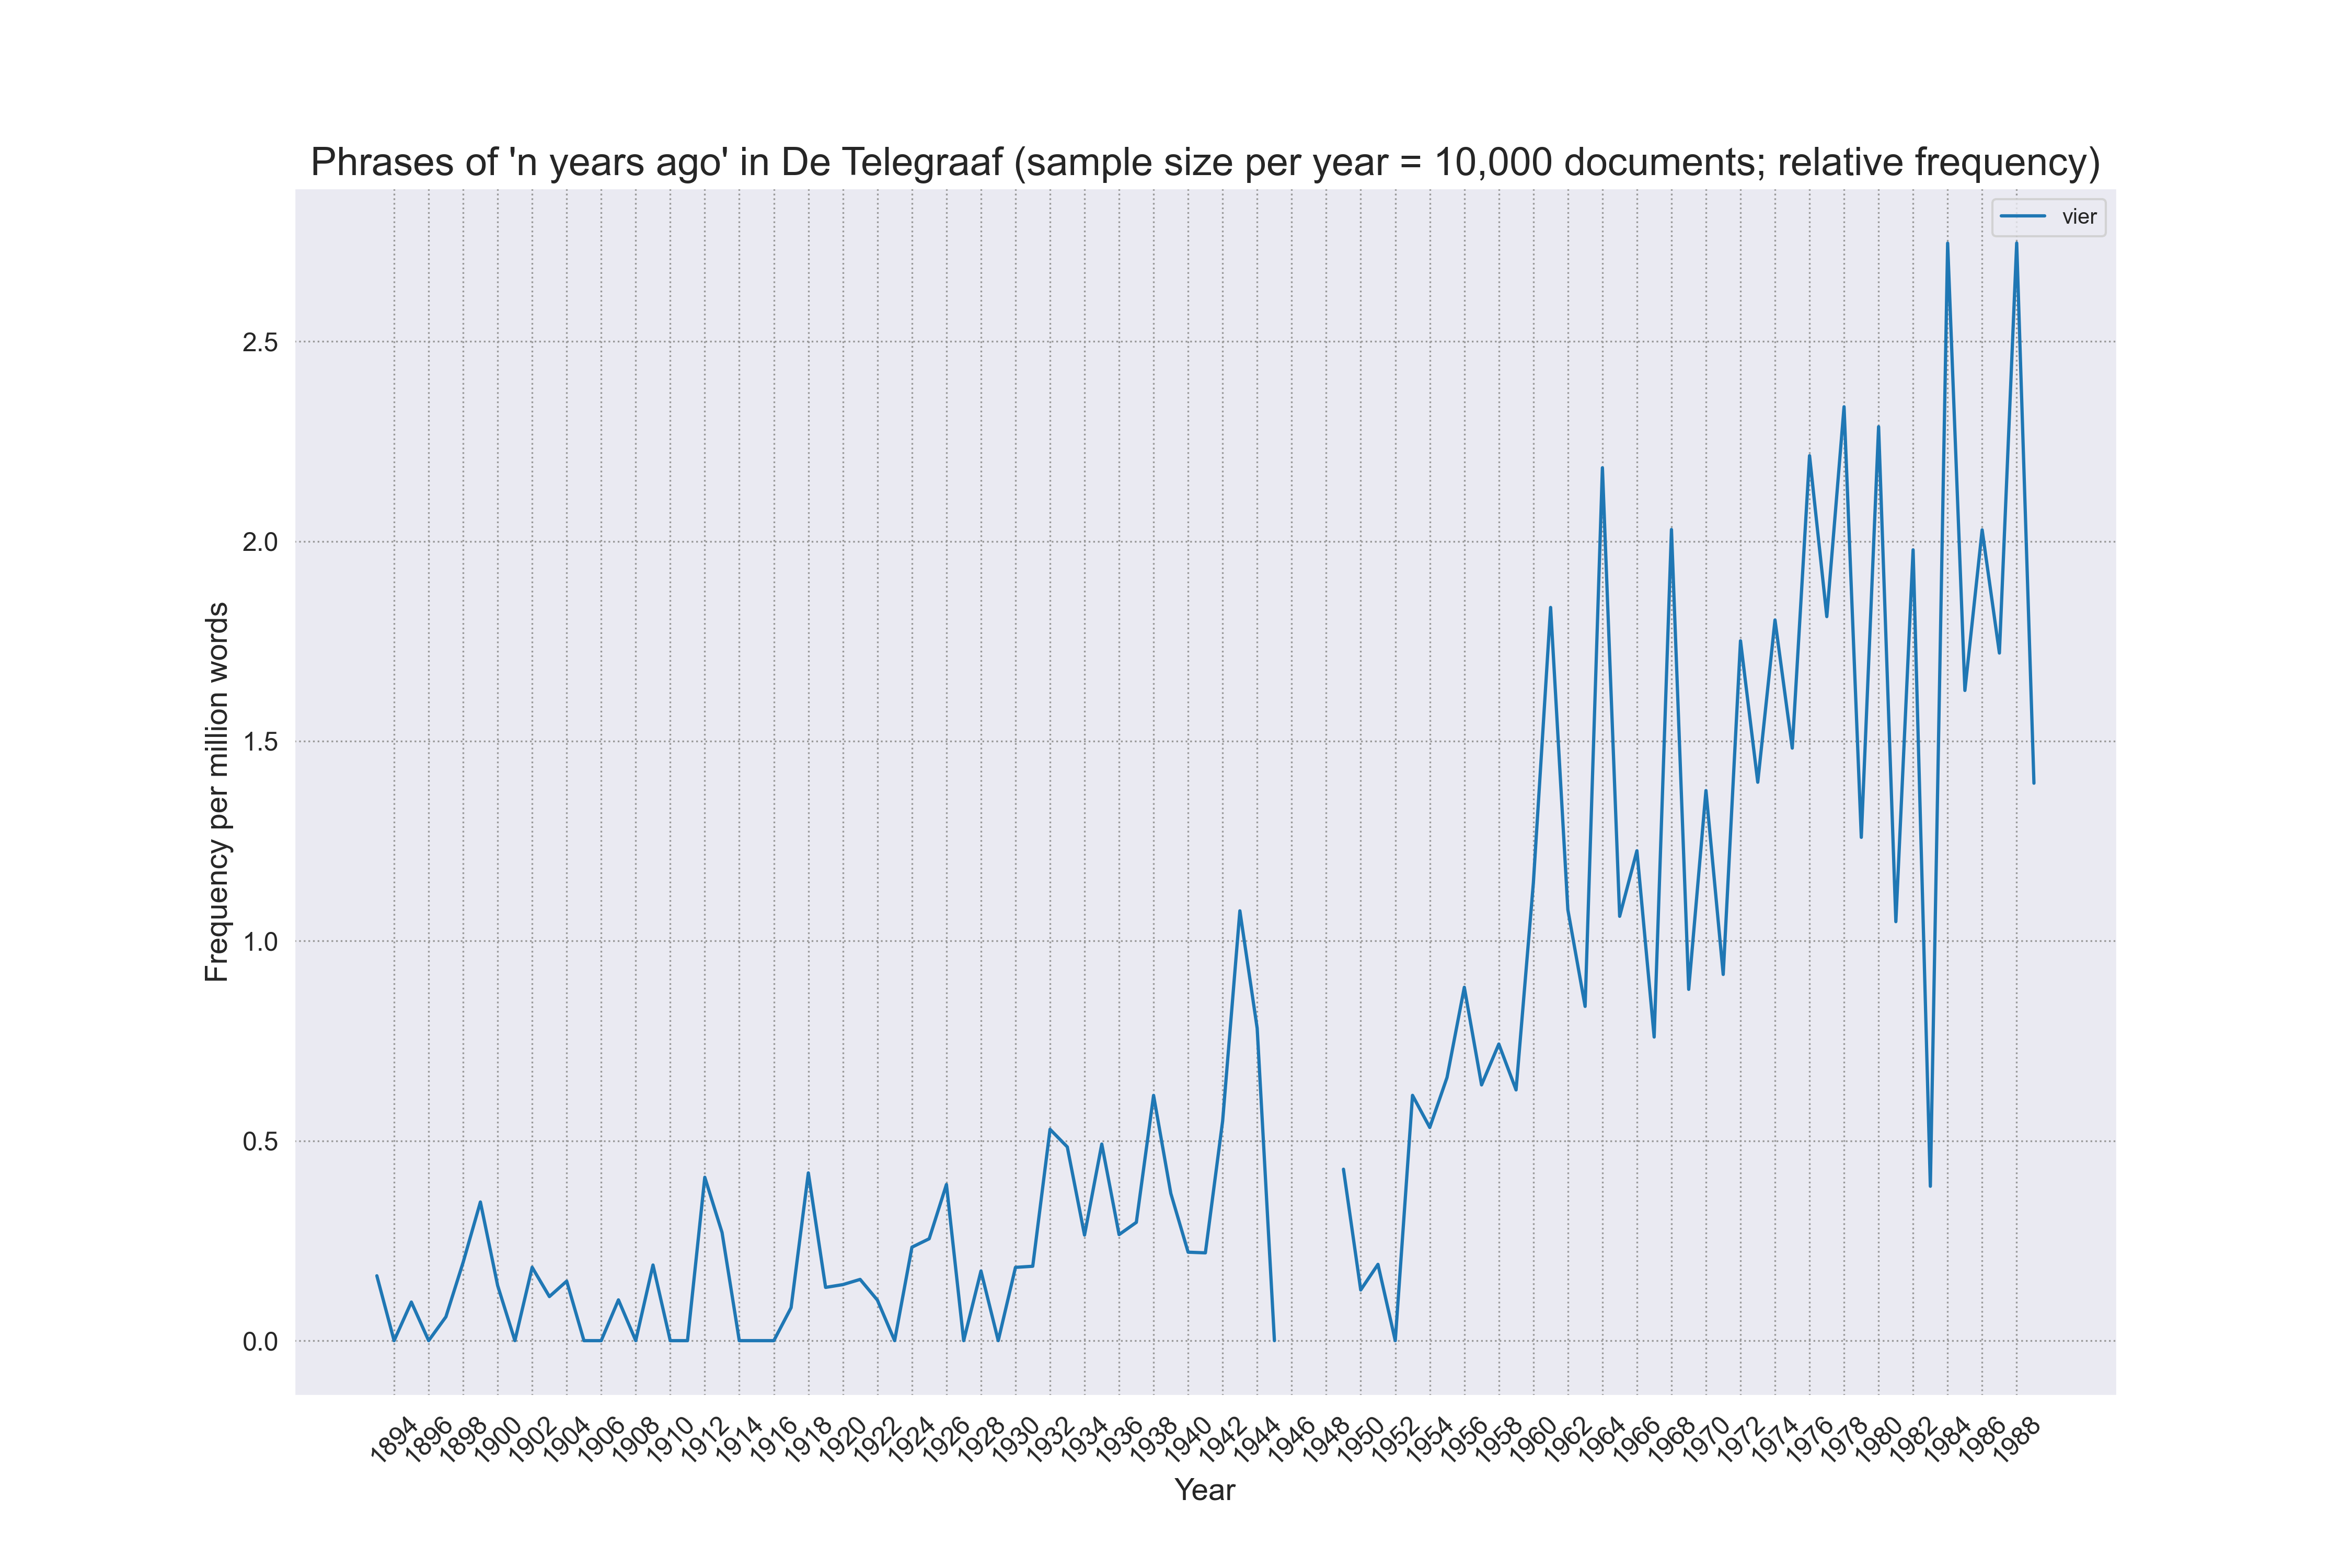 Phrases of 'n years ago' in De Telegraaf (sample size per year = 10,000 documents; relative frequency)
vier
Frequency per million words
2.5
2.0
1.5
1.0
0.5
0.0
1894 1896 1898 1900 1902 1904 1906 1908 1910 1912 1914 1916 1918 1920 1922 1924 1926 1928 1930 1932 1934 1936 1938 1940 1942 1944 1946 1948 1950 1952 1954 1956 1958 1960 1962 1964 1966 1968 1970 1972 1974 1976 1978 1980 1982 1984 1986 1988
Year